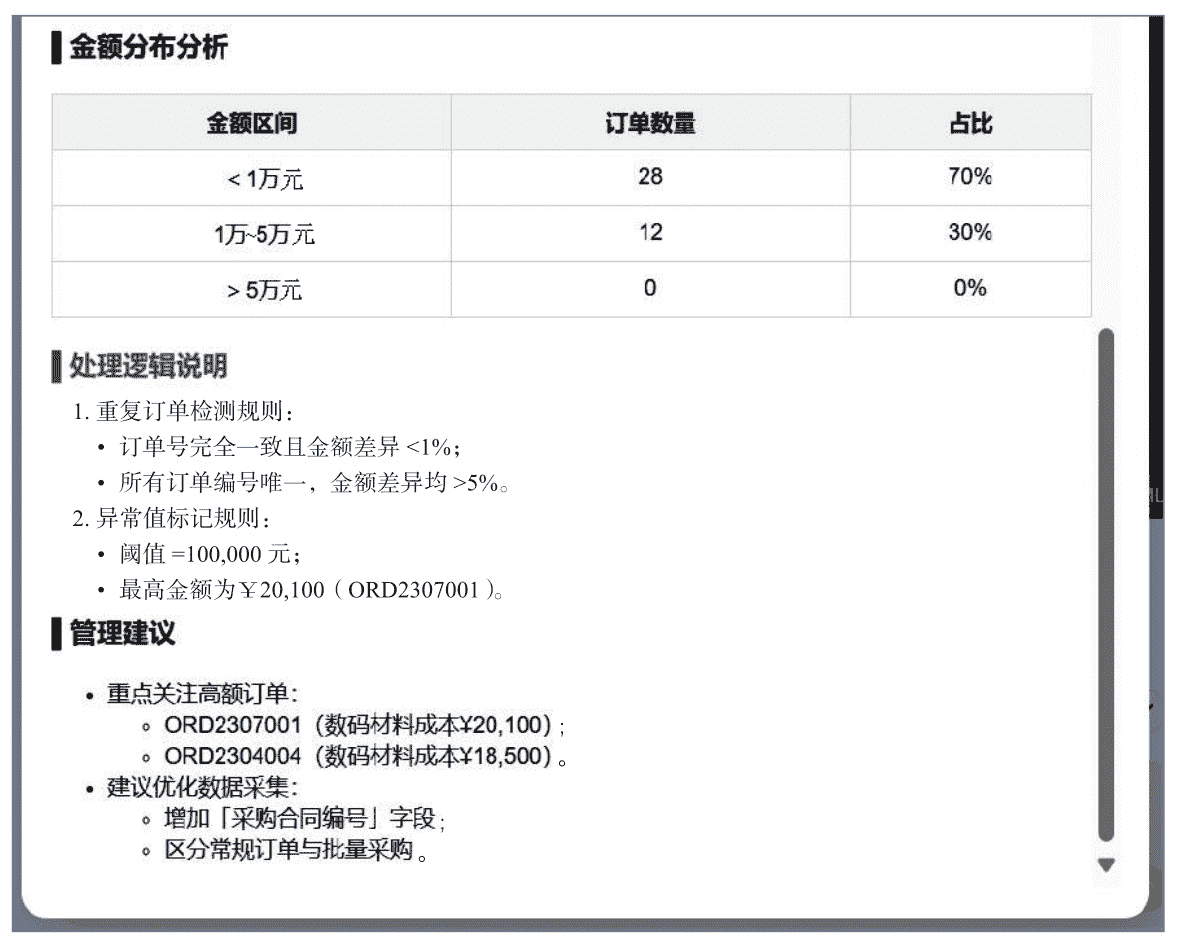 金额分布分析
金额区间 订单数量 占比
< 1万元 28 70%
1万~5万元 12 30%
> 5万元 0 0%
处理逻辑说明
1. 重复订单检测规则：
• 订单号完全一致且金额差异 <1%；
• 所有订单编号唯一，金额差异均 >5%。
2. 异常值标记规则：
• 阈值 =100,000 元；
• 最高金额为￥20,100（ORD2307001）。
管理建议
• 重点关注高额订单：
◦ ORD2307001（数码材料成本¥20,100）；
◦ ORD2304004（数码材料成本¥18,500）。
• 建议优化数据采集：
◦ 增加「采购合同编号」字段；
◦ 区分常规订单与批量采购。